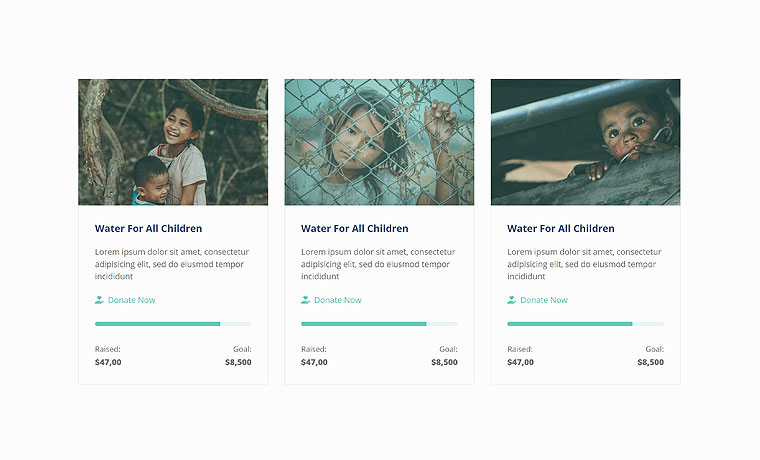 Water For All Children
Lorem ipsum dolor sit amet, consectetur
adipisicing elit, sed do eiusmod tempor
incididunt
Donate Now
Raised: Goal:
$47,00 $8,500
Water For All Children
Lorem ipsum dolor sit amet, consectetur
adipisicing elit, sed do eiusmod tempor
incididunt
Donate Now
Raised: Goal:
$47,00 $8,500
Water For All Children
Lorem ipsum dolor sit amet, consectetur
adipisicing elit, sed do eiusmod tempor
incididunt
Donate Now
Raised: Goal:
$47,00 $8,500